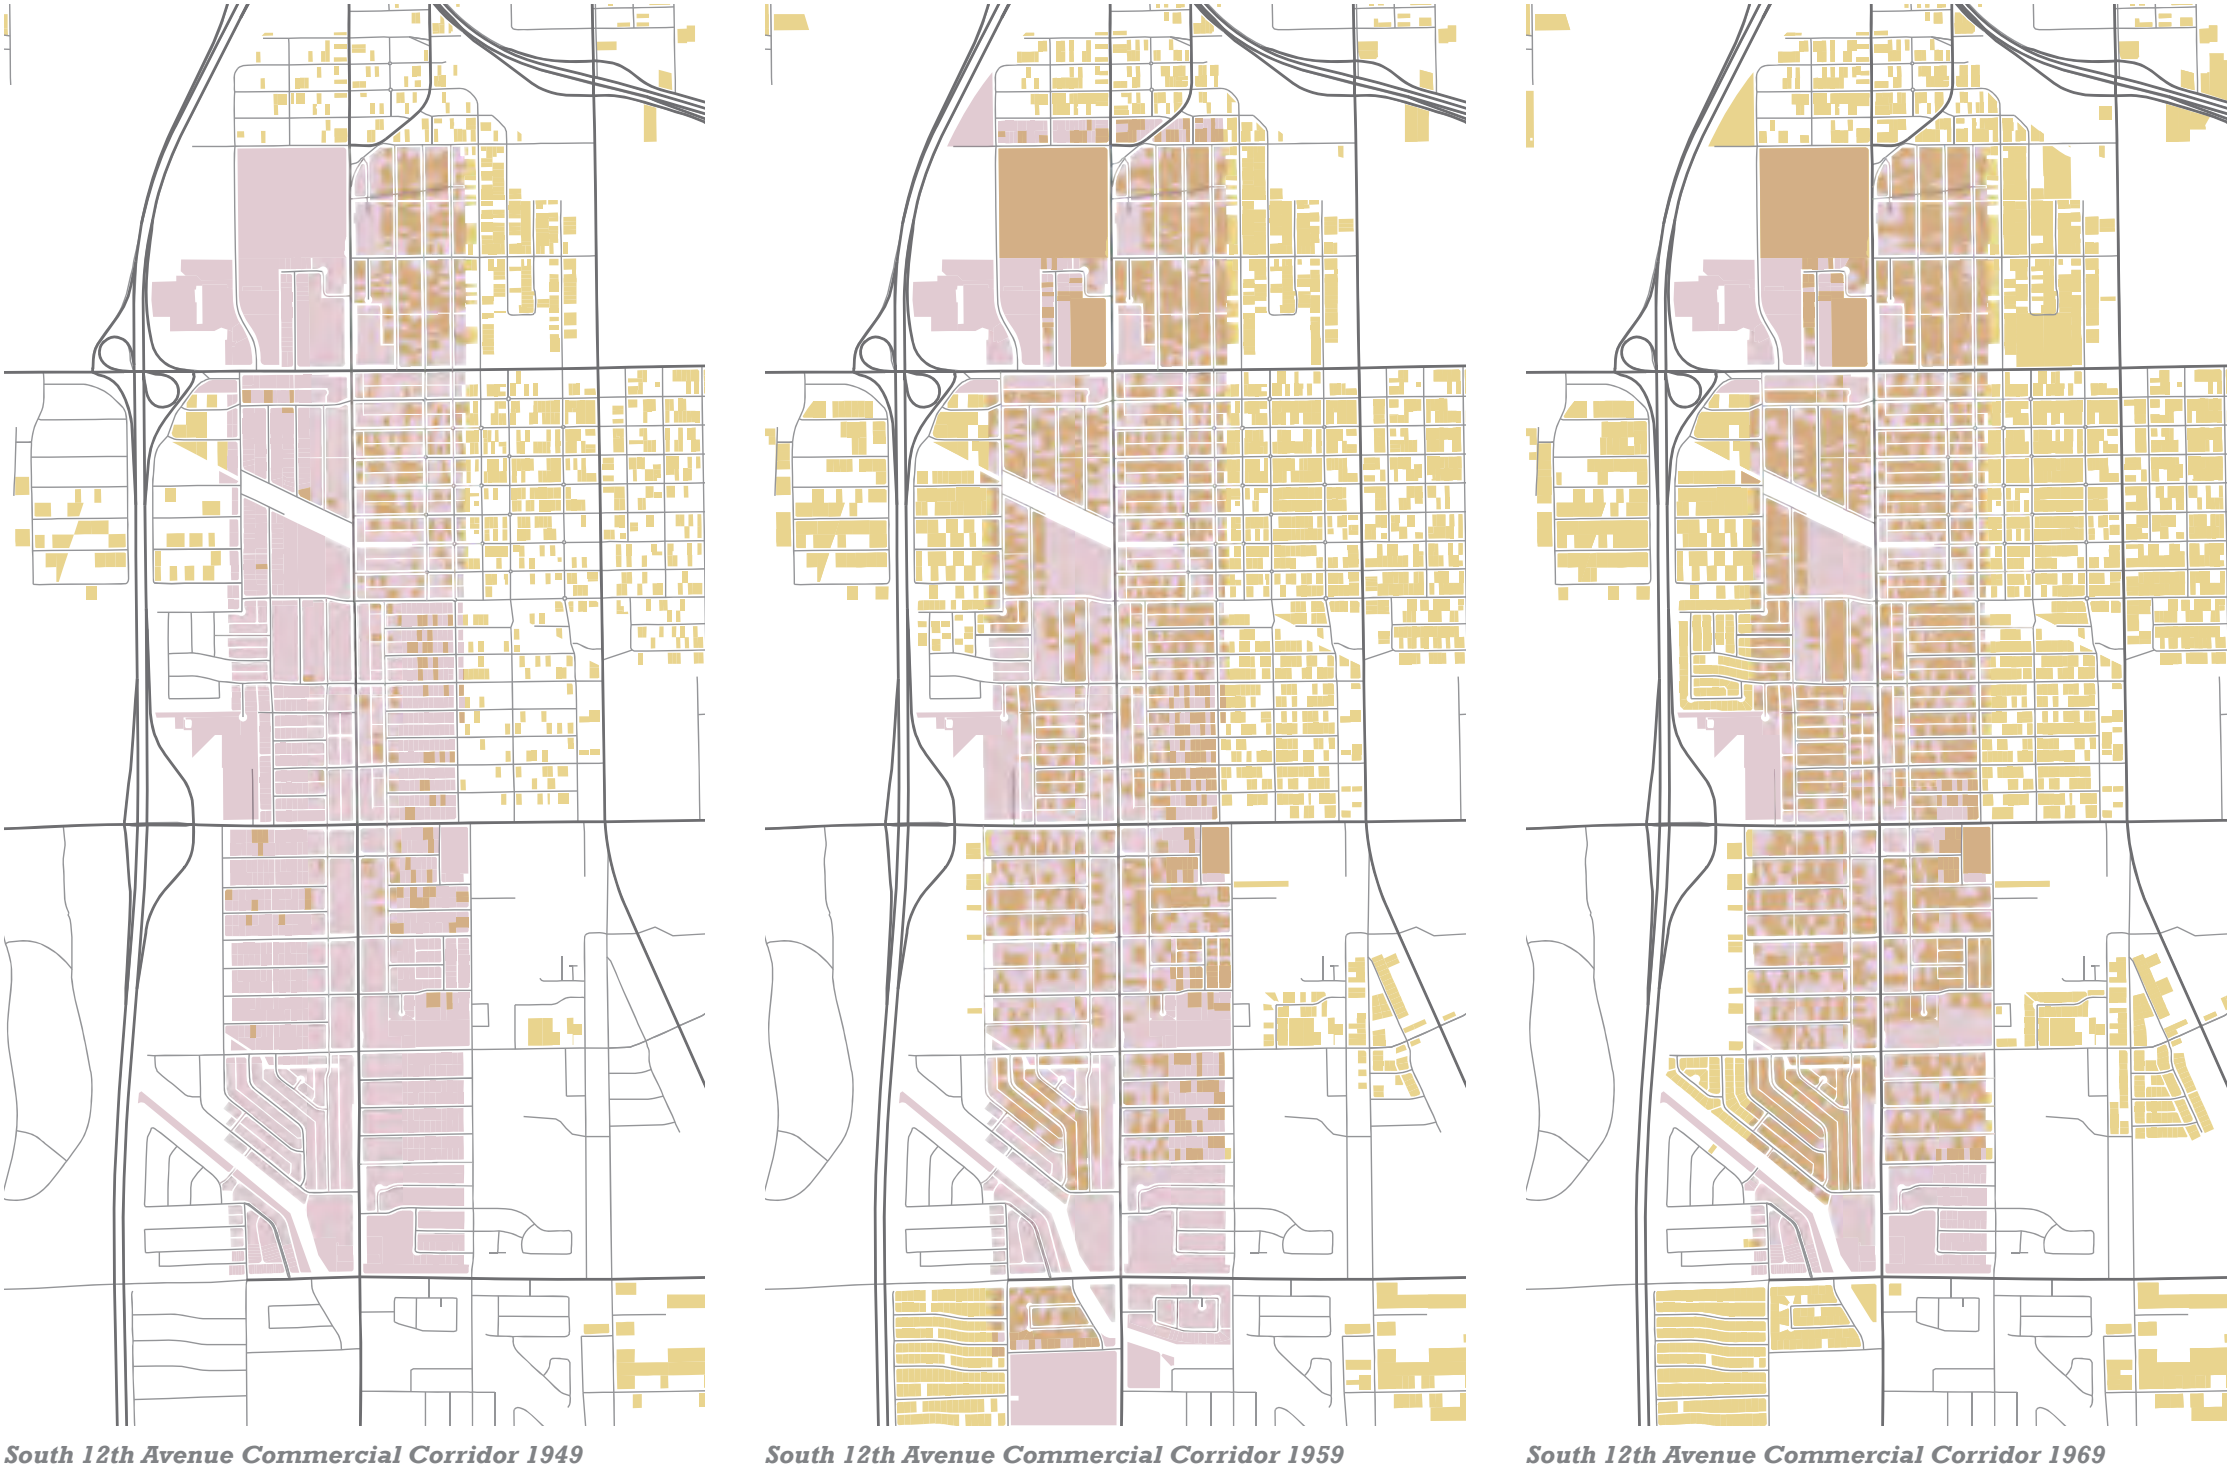 South 12th Avenue Commercial Corridor 1949
South 12th Avenue Commercial Corridor 1959
South 12th Avenue Commercial Corridor 1969